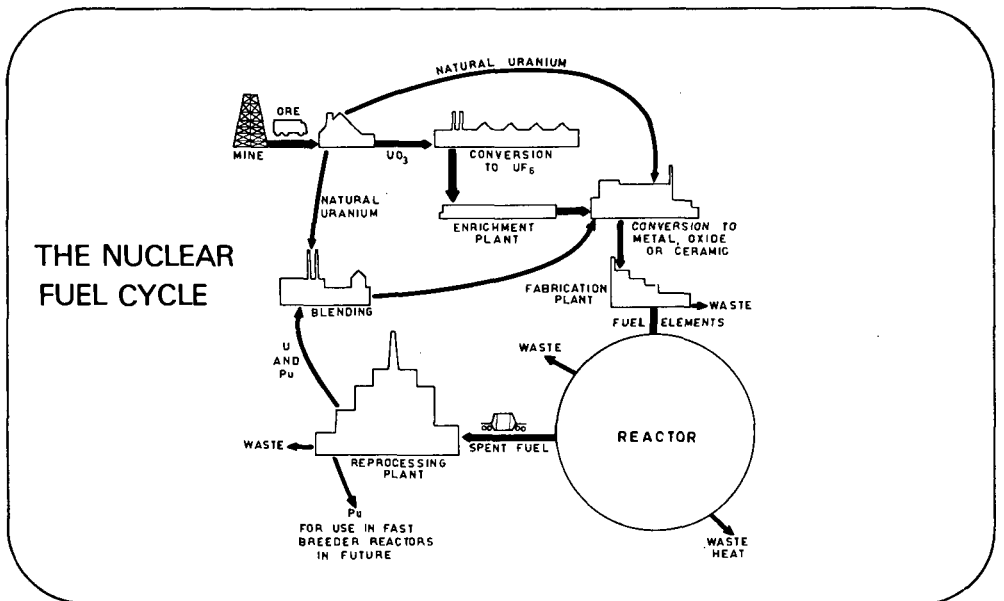 NATURAL URANIUM
ORE
MINE
UO₃
CONVERSION
TO UF₆
NATURAL
URANIUM
ENRICHMENT
PLANT
CONVERSION TO
METAL, OXIDE
OR CERAMIC
THE NUCLEAR
FUEL CYCLE
BLENDING
FABRICATION
PLANT
WASTE
FUEL ELEMENTS
U
AND
Pu
WASTE
REACTOR
SPENT FUEL
WASTE
REPROCESSING
PLANT
Pu
FOR USE IN FAST
BREEDER REACTORS
IN FUTURE
WASTE
HEAT